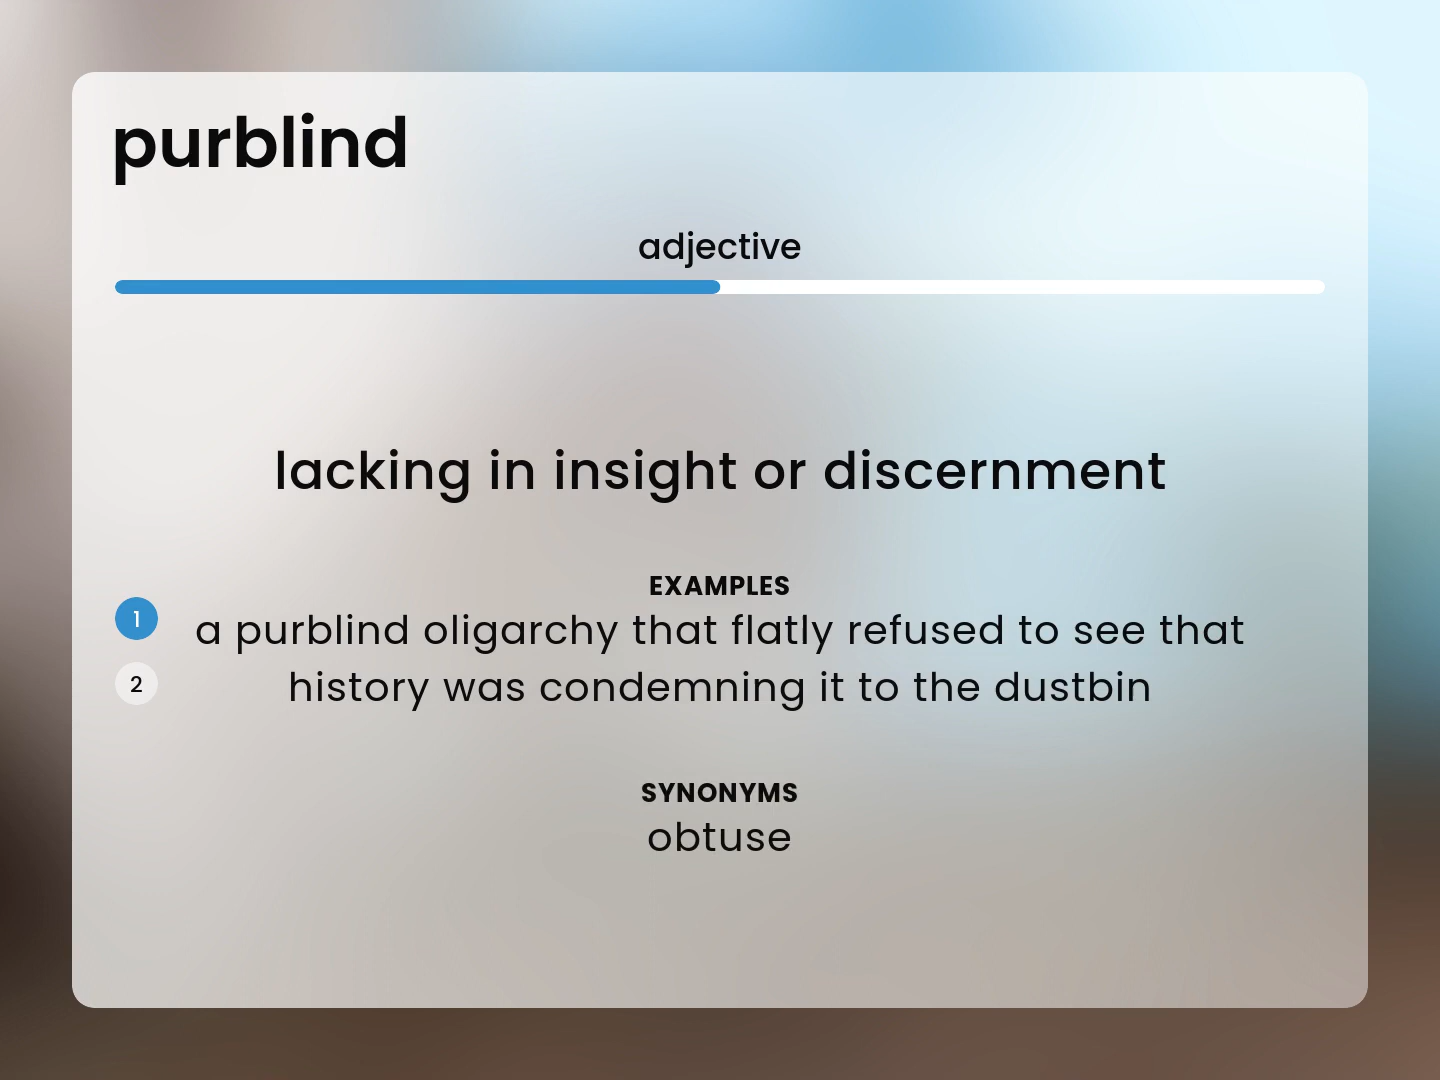 purblind
adjective
lacking in insight or discernment
EXAMPLES
1
a purblind oligarchy that flatly refused to see that
2
history was condemning it to the dustbin
SYNONYMS
obtuse